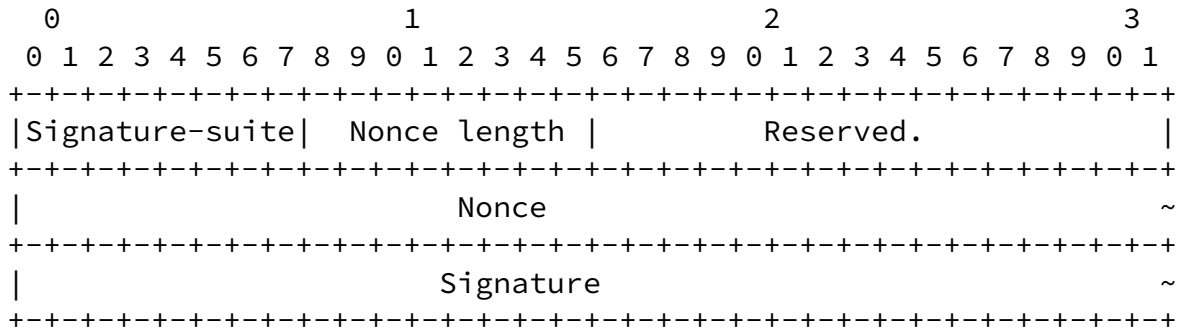 0                   1                   2                   3
 0 1 2 3 4 5 6 7 8 9 0 1 2 3 4 5 6 7 8 9 0 1 2 3 4 5 6 7 8 9 0 1
+-+-+-+-+-+-+-+-+-+-+-+-+-+-+-+-+-+-+-+-+-+-+-+-+-+-+-+-+-+-+-+-+
|Signature-suite|  Nonce length |         Reserved.             |
+-+-+-+-+-+-+-+-+-+-+-+-+-+-+-+-+-+-+-+-+-+-+-+-+-+-+-+-+-+-+-+-+
|                        Nonce                                  ~
+-+-+-+-+-+-+-+-+-+-+-+-+-+-+-+-+-+-+-+-+-+-+-+-+-+-+-+-+-+-+-+-+
|                       Signature                               ~
+-+-+-+-+-+-+-+-+-+-+-+-+-+-+-+-+-+-+-+-+-+-+-+-+-+-+-+-+-+-+-+-+